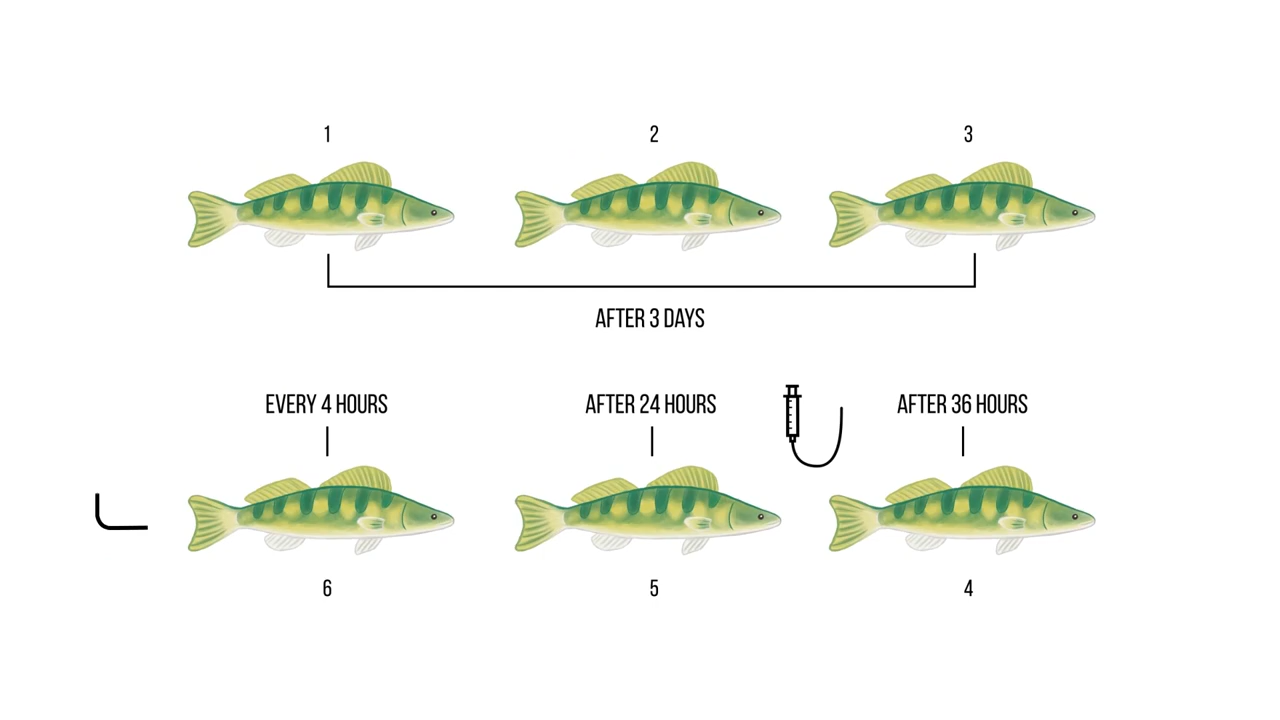 1 2 3
AFTER 3 DAYS
EVERY 4 HOURS AFTER 24 HOURS AFTER 36 HOURS
6 5 4